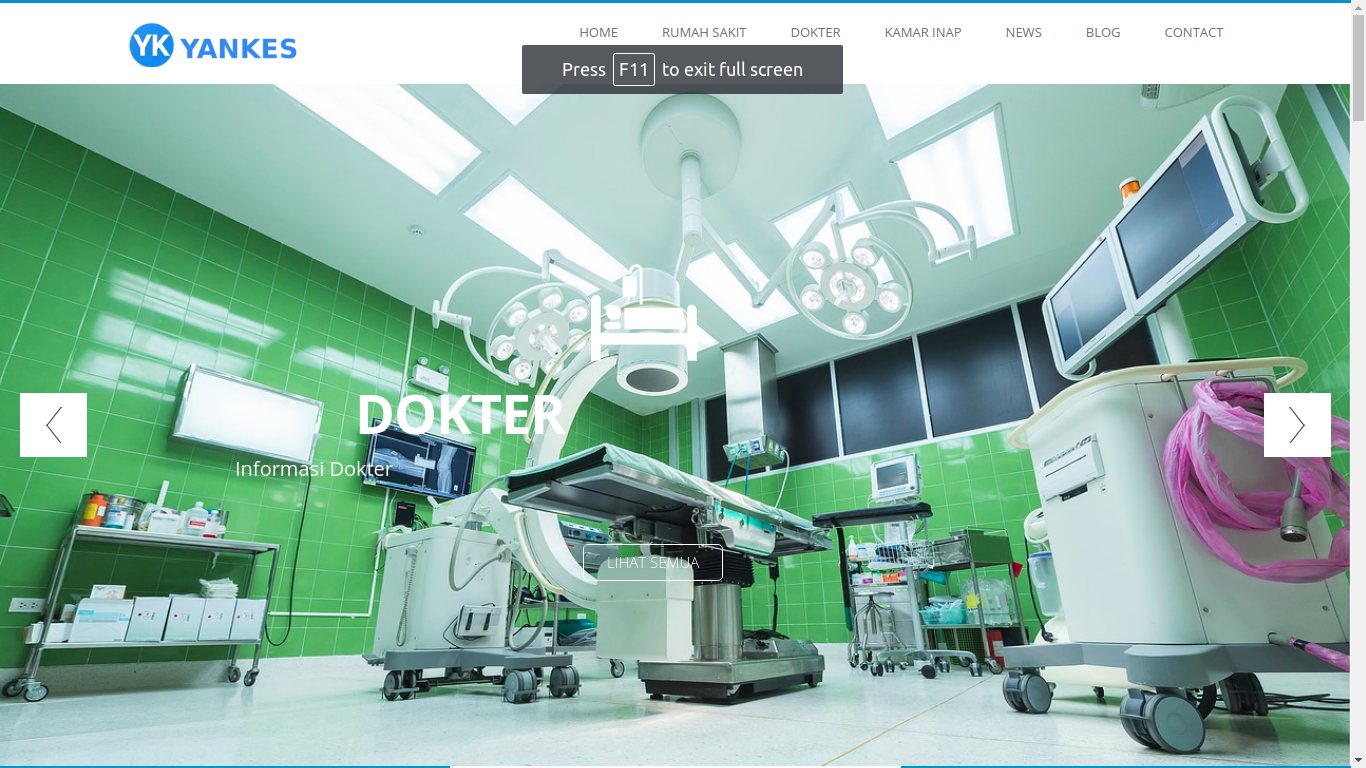 YK YANKES
HOME RUMAH SAKIT DOKTER KAMAR INAP NEWS BLOG CONTACT
Press F11 to exit full screen
DOKTER
Informasi Dokter
LIHAT SEMUA